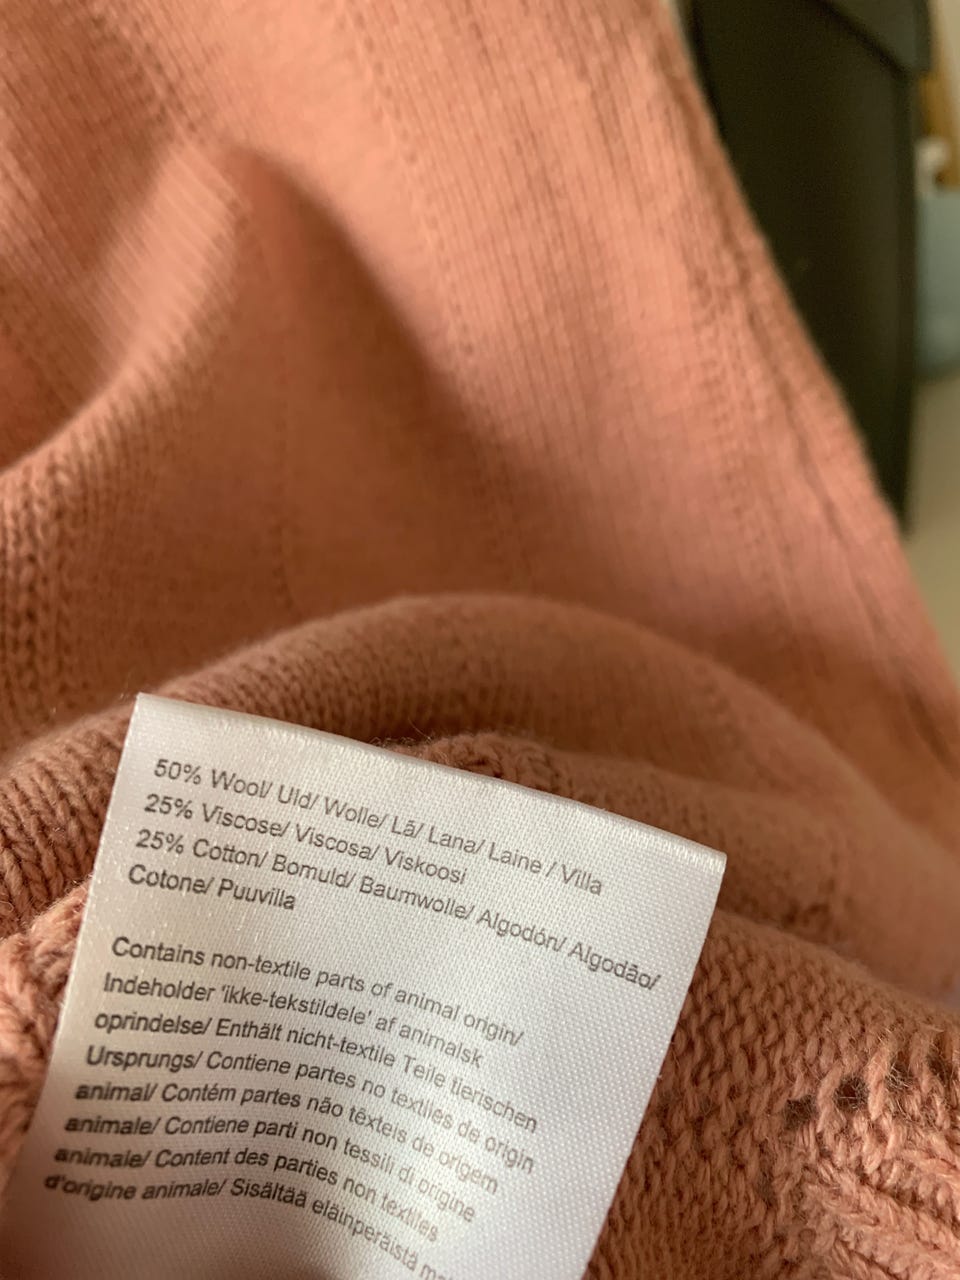 50% Wool/ Uld/ Wolle/ Lã/ Lana/ Laine / Villa
25% Viscose/ Viscosa/ Viskoosi
25% Cotton/ Bomuld/ Baumwolle/ Algodón/ Algodão/
Cotone/ Puuvilla
Contains non-textile parts of animal origin/
Indeholder 'ikke-tekstildele' af animalsk
oprindelse/ Enthält nicht-textile Teile tierischen
Ursprungs/ Contiene partes no textiles de origin
animal/ Contém partes não têxteis de origem
animale/ Contiene parti non tessili di origine
animale/ Content des parties non textiles
d'origine animale/ Sisältää eläinperäistä